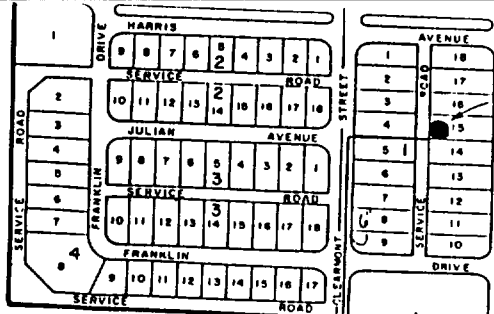 HARRIS AVENUE
1 DRIVE 9 8 7 6 5 4 3 2 1
2
SERVICE ROAD
2
10 11 12 13 14 15 16 17 18
JULIAN AVENUE
9 8 7 6 5 4 3 2 1
3
SERVICE ROAD
3
10 11 12 13 14 15 16 17 18
FRANKLIN
9 10 11 12 13 14 15 16 17
SERVICE ROAD
SERVICE ROAD
2
3
4
5
6
7
8
4
FRANKLIN
CLEARMONT STREET
1
2
3
4
5 1
6
7
8
9
SERVICE ROAD
18
17
16
15
14
13
12
11
10
DRIVE